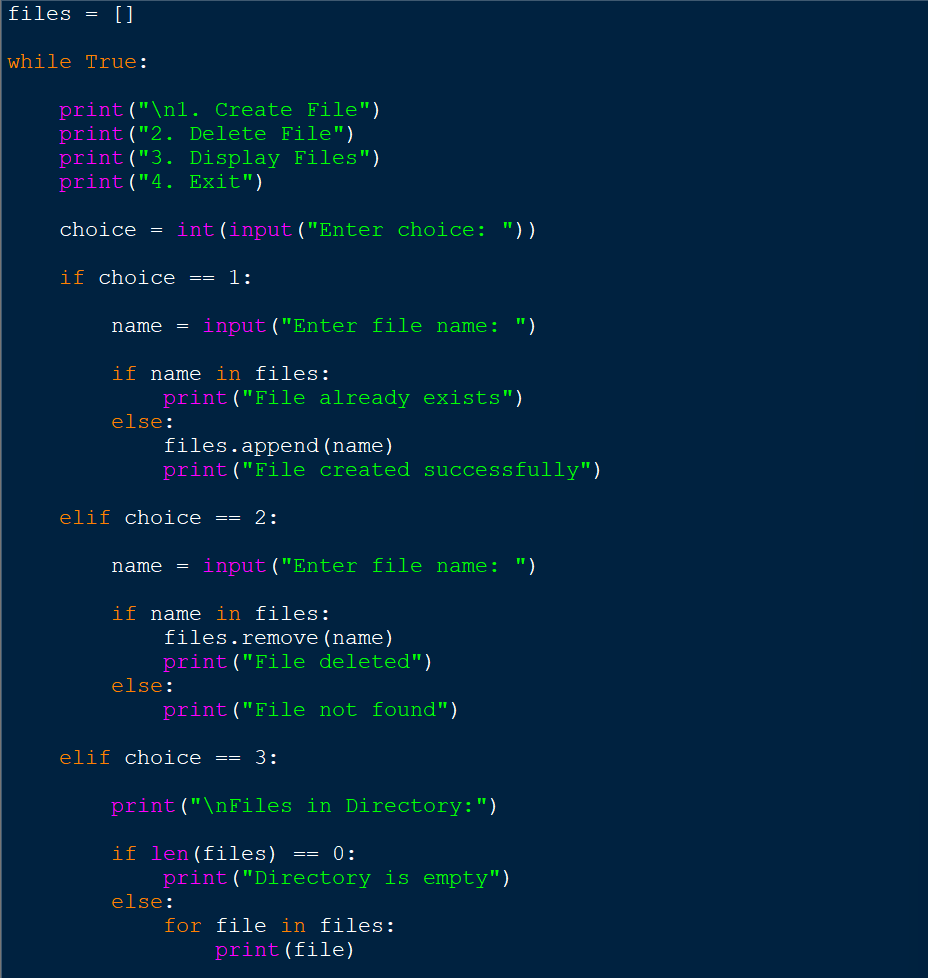 files = []
while True:
    print("\n1. Create File")
    print("2. Delete File")
    print("3. Display Files")
    print("4. Exit")
    choice = int(input("Enter choice: "))
    if choice == 1:
        name = input("Enter file name: ")
        if name in files:
            print("File already exists")
        else:
            files.append(name)
            print("File created successfully")
    elif choice == 2:
        name = input("Enter file name: ")
        if name in files:
            files.remove(name)
            print("File deleted")
        else:
            print("File not found")
    elif choice == 3:
        print("\nFiles in Directory:")
        if len(files) == 0:
            print("Directory is empty")
        else:
            for file in files:
                print(file)